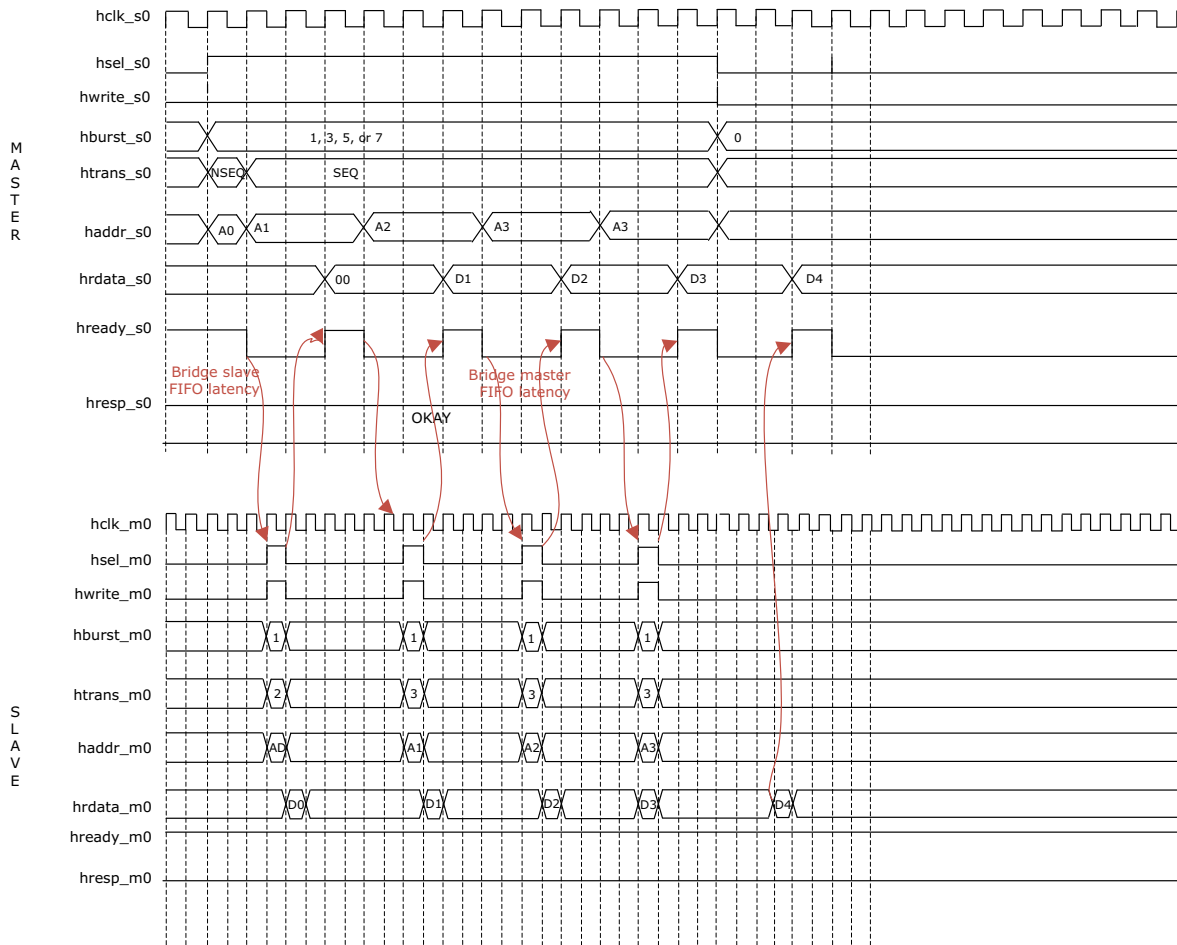 hclk_s0
hsel_s0
hwrite_s0
hburst_s0 1, 3, 5, or 7 0
MASTER
htrans_s0 NSEQ SEQ
haddr_s0 A0 A1 A2 A3 A3
hrdata_s0 00 D1 D2 D3 D4
hready_s0
Bridge slave
FIFO latency
Bridge master
FIFO latency
hresp_s0
OKAY
hclk_m0
hsel_m0
hwrite_m0
hburst_m0 1 1 1 1
htrans_m0 2 3 3 3
SLAVE
haddr_m0 AD A1 A2 A3
hrdata_m0 D0 D1 D2 D3 D4
hready_m0
hresp_m0